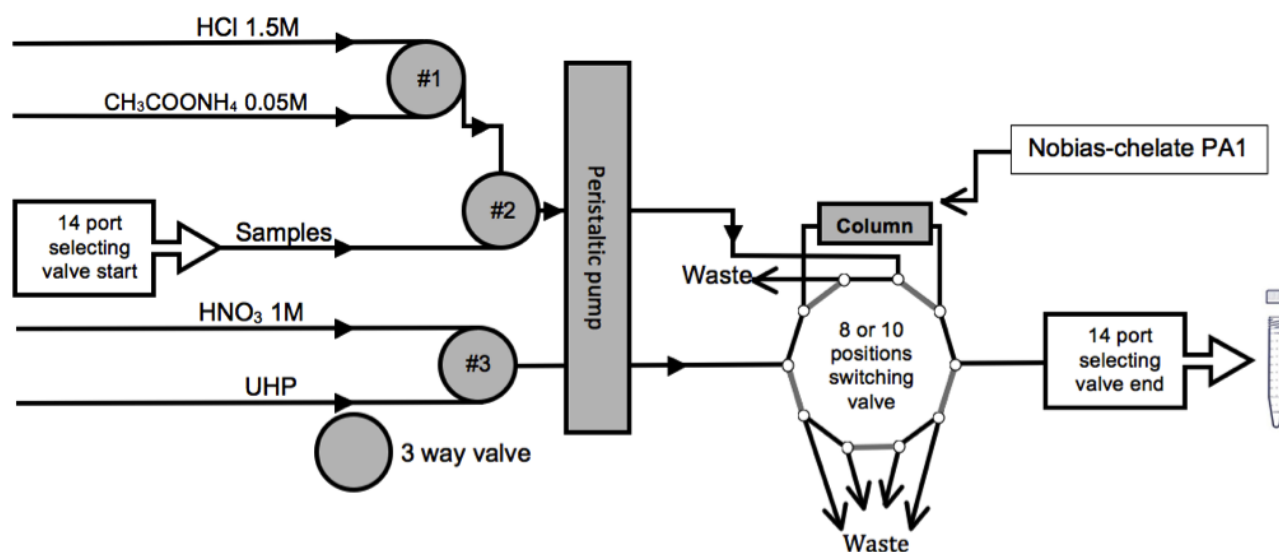 HCl 1.5M
#1
CH₃COONH₄ 0.05M
Nobias-chelate PA1
Peristaltic pump
#2
14 port
selecting
valve start
Samples
Column
Waste
HNO₃ 1M
8 or 10
positions
switching
valve
14 port
selecting
valve end
#3
UHP
3 way valve
Waste